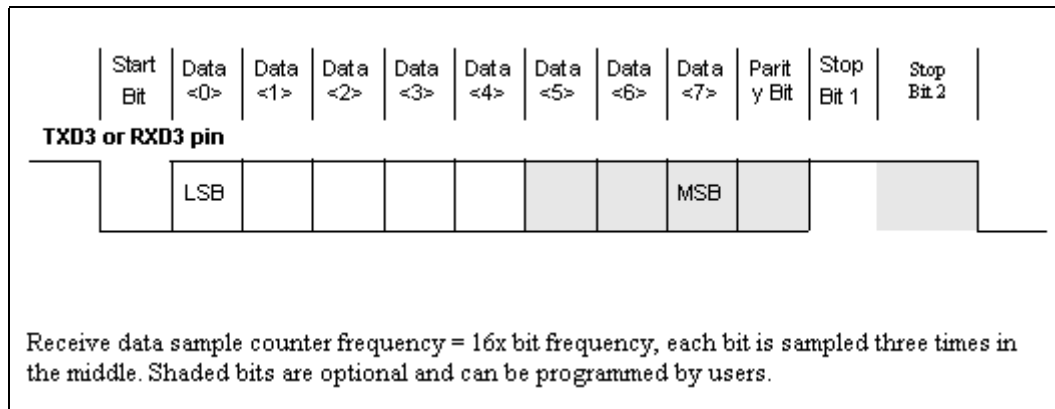 Start Bit
Data <0>
Data <1>
Data <2>
Data <3>
Data <4>
Data <5>
Data <6>
Data <7>
Parit y Bit
Stop Bit 1
Stop Bit 2
TXD3 or RXD3 pin
LSB
MSB
Receive data sample counter frequency = 16x bit frequency, each bit is sampled three times in
the middle. Shaded bits are optional and can be programmed by users.